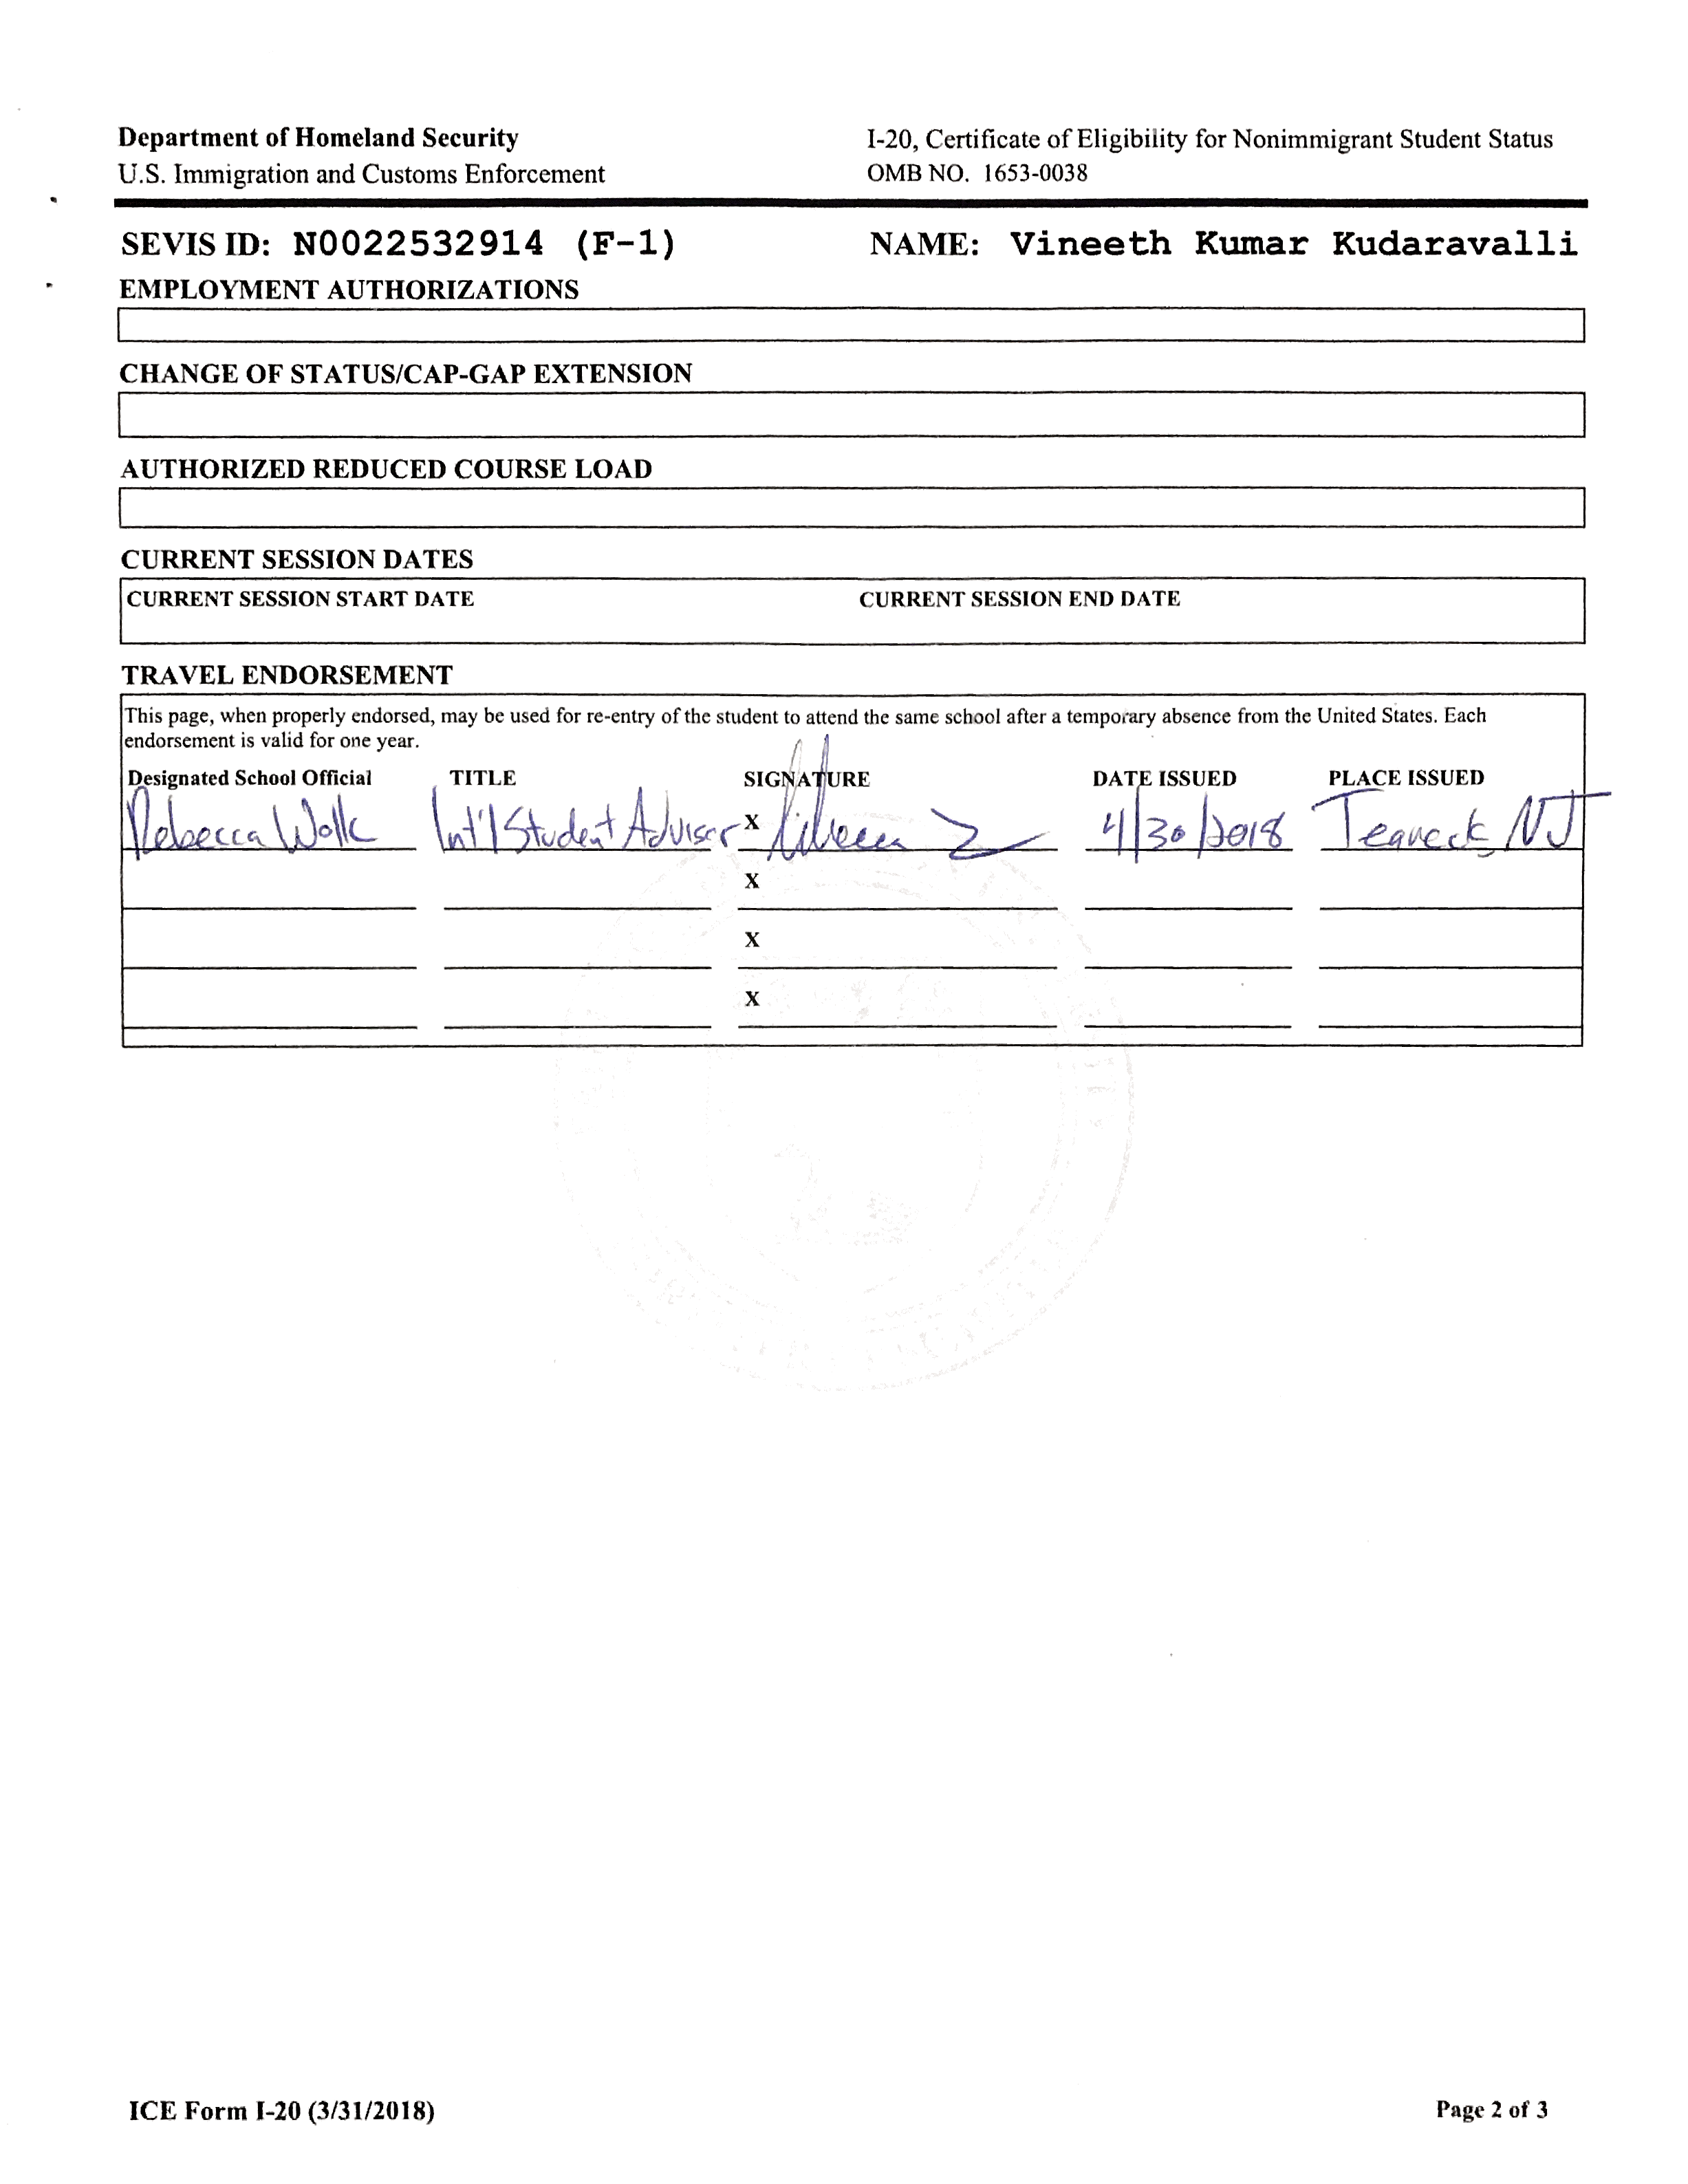 Department of Homeland Security
U.S. Immigration and Customs Enforcement
I-20, Certificate of Eligibility for Nonimmigrant Student Status
OMB NO. 1653-0038
SEVIS ID: N0022532914 (F-1) NAME: Vineeth Kumar Kudaravalli
EMPLOYMENT AUTHORIZATIONS
CHANGE OF STATUS/CAP-GAP EXTENSION
AUTHORIZED REDUCED COURSE LOAD
CURRENT SESSION DATES
CURRENT SESSION START DATE CURRENT SESSION END DATE
TRAVEL ENDORSEMENT
This page, when properly endorsed, may be used for re-entry of the student to attend the same school after a temporary absence from the United States. Each
endorsement is valid for one year.
Designated School Official TITLE SIGNATURE DATE ISSUED PLACE ISSUED
Rebecca Wolk Int'l Student Adviser X Rebecca 4/30/2018 Teaneck NJ
X
X
X
ICE Form I-20 (3/31/2018) Page 2 of 3